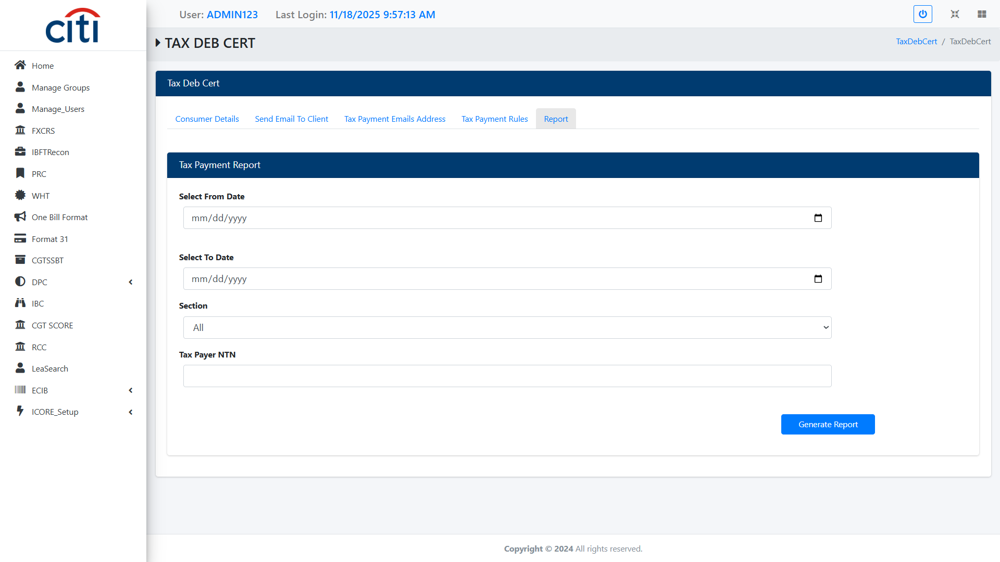 citi
User: ADMIN123 Last Login: 11/18/2025 9:57:13 AM
TAX DEB CERT
TaxDebCert / TaxDebCert
Home
Manage Groups
Manage_Users
FXCRS
IBFTRecon
PRC
WHT
One Bill Format
Format 31
CGTSSBT
DPC
IBC
CGT SCORE
RCC
LeaSearch
ECIB
ICORE_Setup
Tax Deb Cert
Consumer Details Send Email To Client Tax Payment Emails Address Tax Payment Rules Report
Tax Payment Report
Select From Date
mm/dd/yyyy
Select To Date
mm/dd/yyyy
Section
All
Tax Payer NTN
Generate Report
Copyright © 2024 All rights reserved.